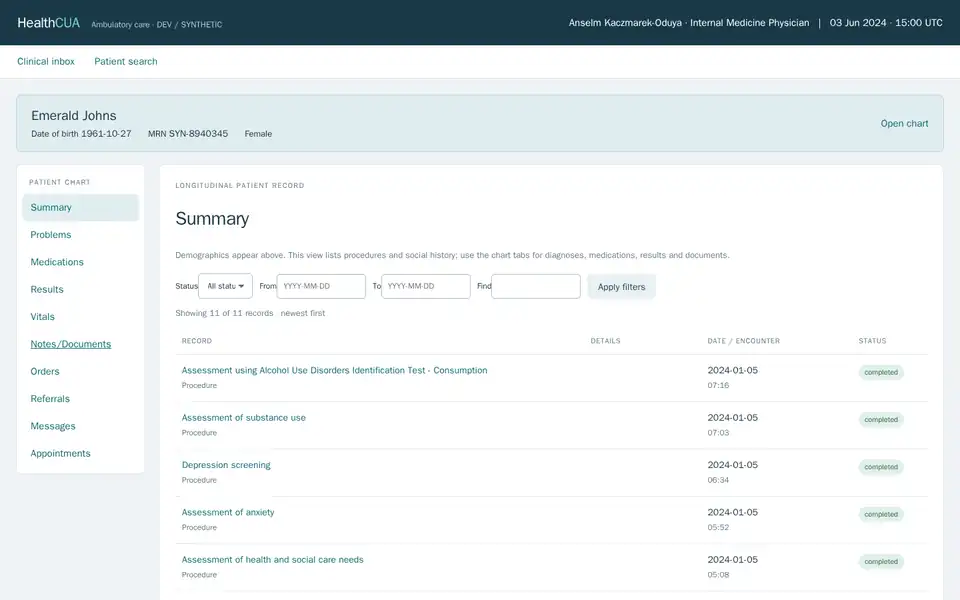 HealthCUA Ambulatory care · DEV / SYNTHETIC Anselm Kaczmarek-Oduya · Internal Medicine Physician | 03 Jun 2024 · 15:00 UTC
Clinical inbox Patient search
Emerald Johns
Date of birth 1961-10-27 MRN SYN-8940345 Female
Open chart
PATIENT CHART
Summary
Problems
Medications
Results
Vitals
Notes/Documents
Orders
Referrals
Messages
Appointments
LONGITUDINAL PATIENT RECORD
Summary
Demographics appear above. This view lists procedures and social history; use the chart tabs for diagnoses, medications, results and documents.
Status All statu From YYYY-MM-DD To YYYY-MM-DD Find Apply filters
Showing 11 of 11 records newest first
RECORD DETAILS DATE / ENCOUNTER STATUS
Assessment using Alcohol Use Disorders Identification Test - Consumption 2024-01-05 completed
Procedure 07:16
Assessment of substance use 2024-01-05 completed
Procedure 07:03
Depression screening 2024-01-05 completed
Procedure 06:34
Assessment of anxiety 2024-01-05 completed
Procedure 05:52
Assessment of health and social care needs 2024-01-05 completed
Procedure 05:08